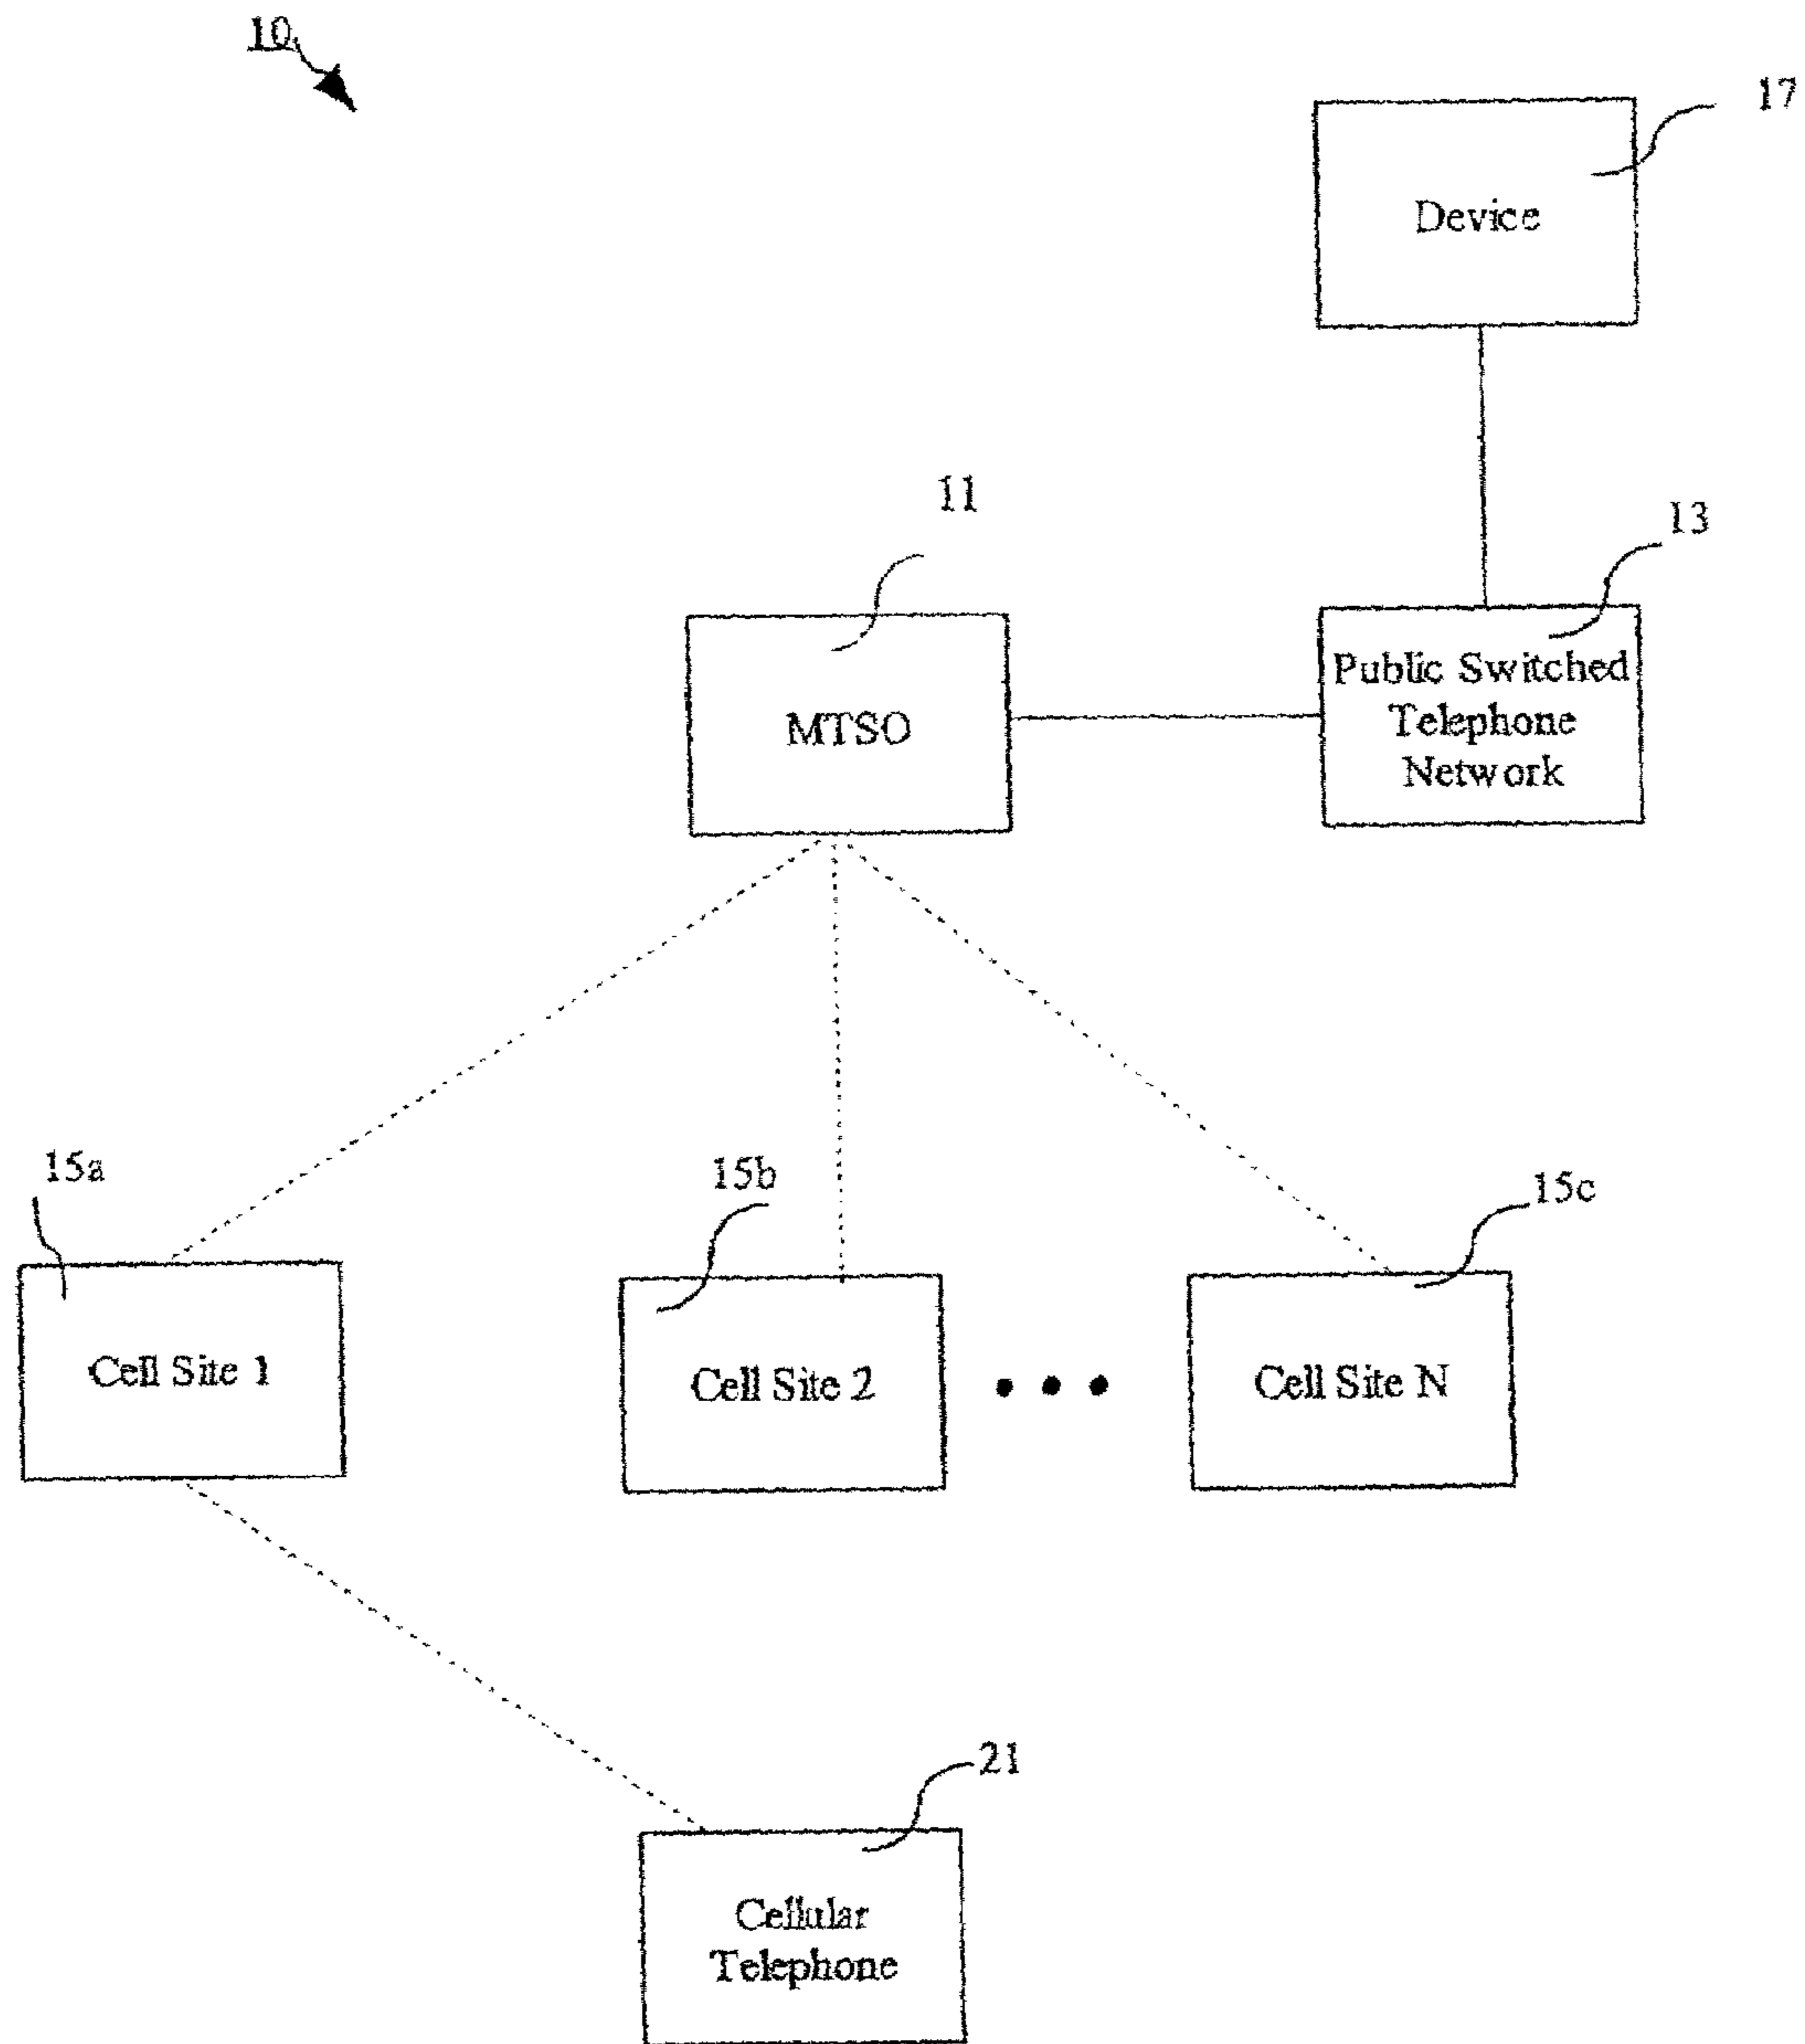 10
17
Device
11
13
MTSO
Public Switched
Telephone
Network
15a
15b
15c
Cell Site 1
Cell Site 2
Cell Site N
21
Cellular
Telephone